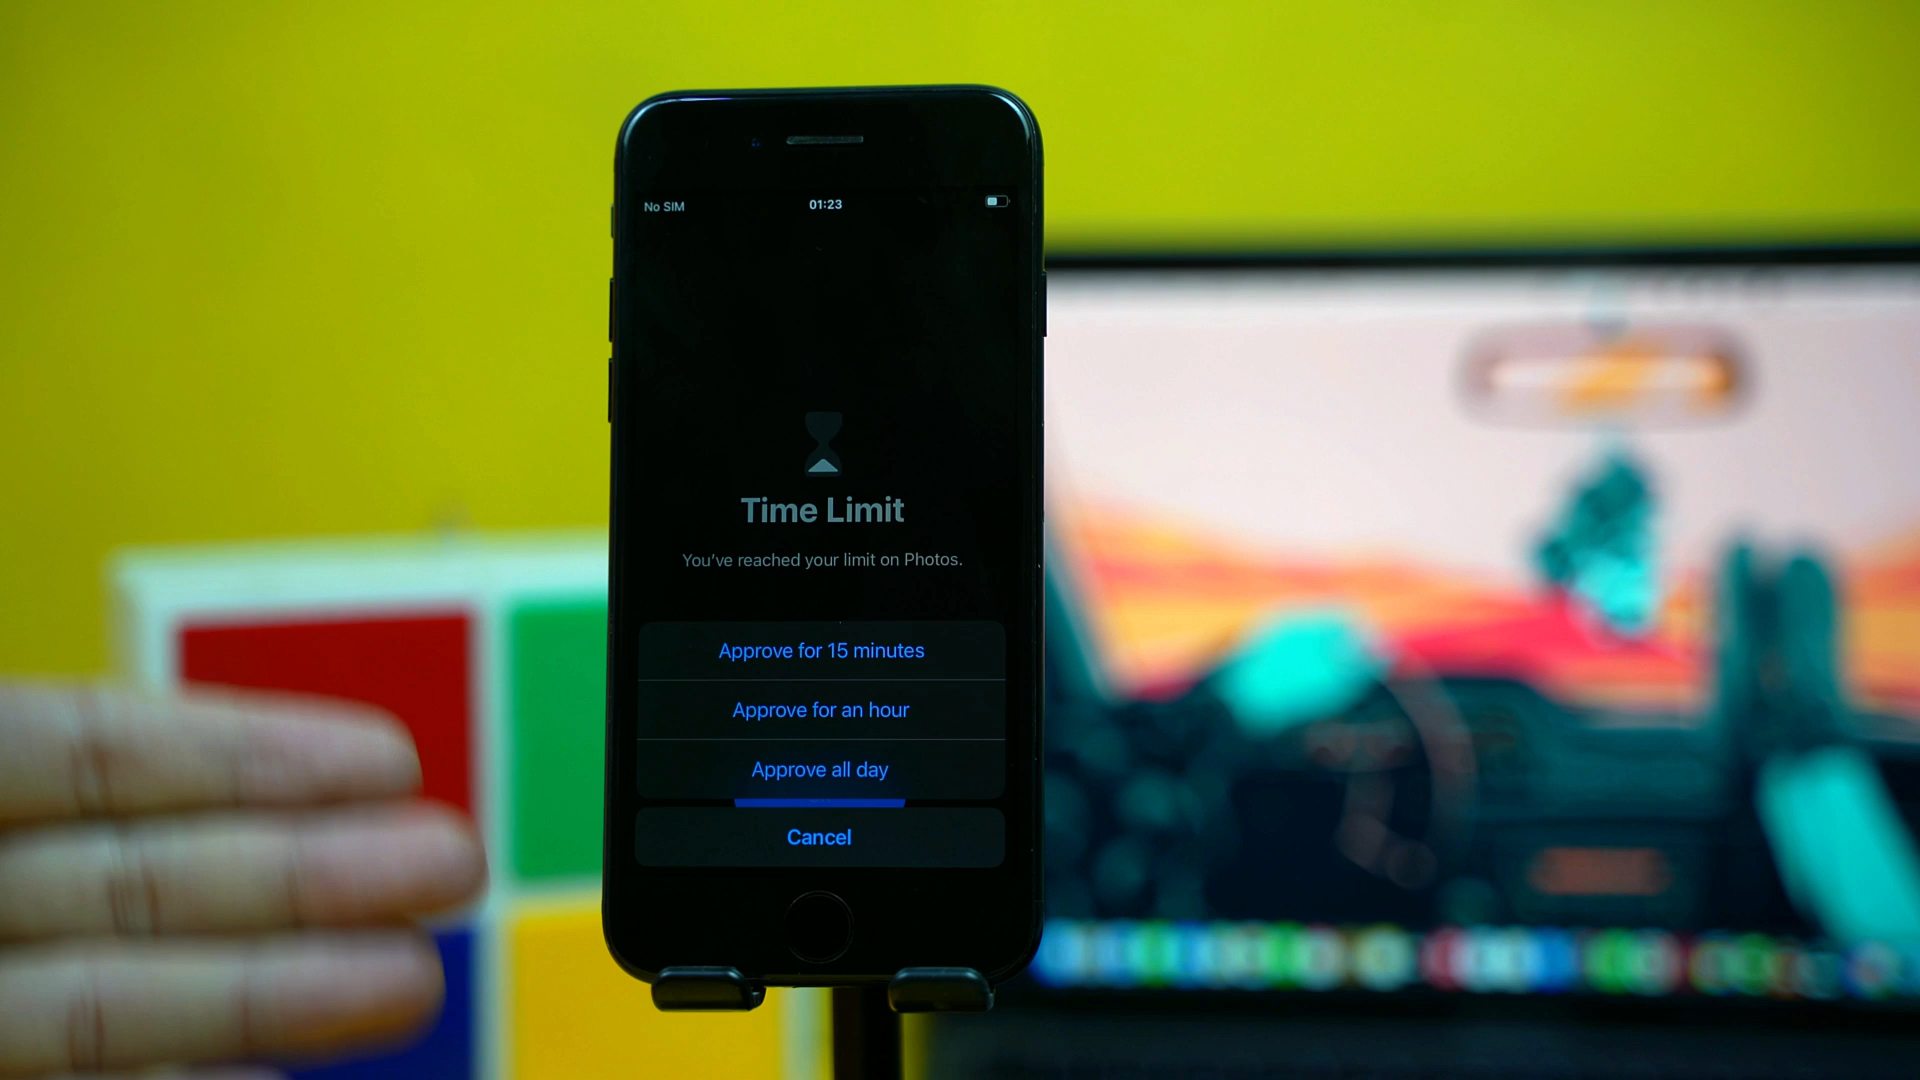 No SIM 01:23
Time Limit
You've reached your limit on Photos.
Approve for 15 minutes
Approve for an hour
Approve all day
Cancel